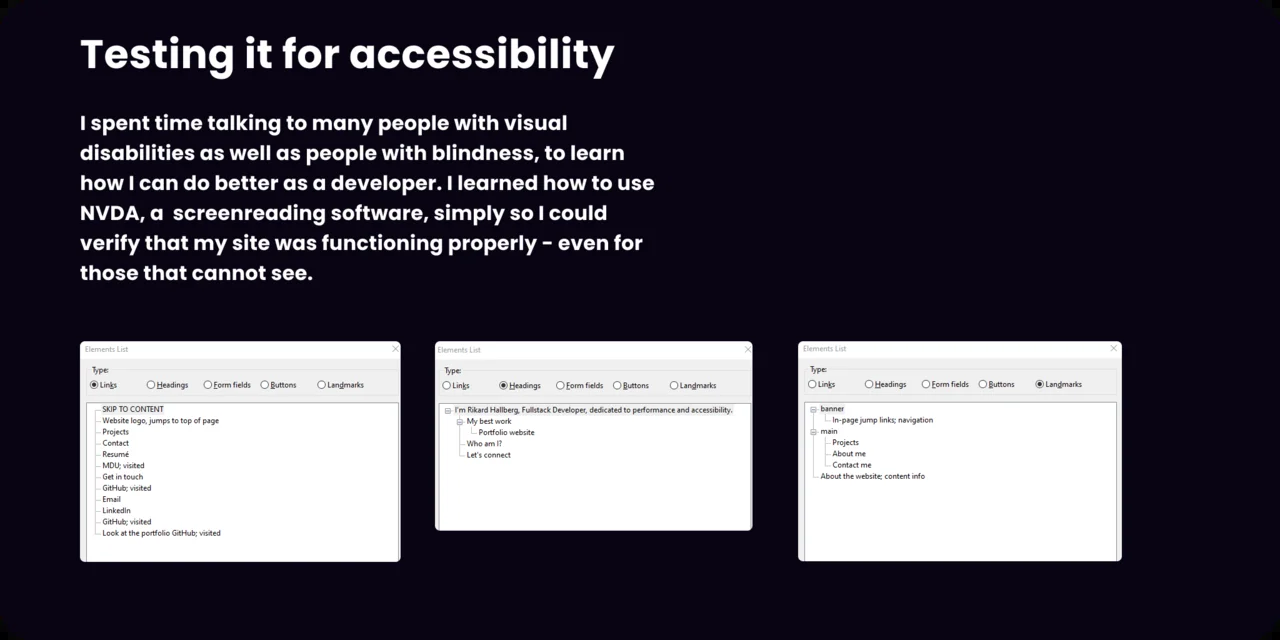 Testing it for accessibility
I spent time talking to many people with visual
disabilities as well as people with blindness, to learn
how I can do better as a developer. I learned how to use
NVDA, a  screenreading software, simply so I could
verify that my site was functioning properly - even for
those that cannot see.
Elements List
Type:
Links Headings Form fields Buttons Landmarks
SKIP TO CONTENT
Website logo, jumps to top of page
Projects
Contact
Resumé
MDU; visited
Get in touch
GitHub; visited
Email
LinkedIn
GitHub; visited
Look at the portfolio GitHub; visited
Elements List
Type:
Links Headings Form fields Buttons Landmarks
I'm Rikard Hallberg, Fullstack Developer, dedicated to performance and accessibility.
My best work
Portfolio website
Who am I?
Let's connect
Elements List
Type:
Links Headings Form fields Buttons Landmarks
banner
In-page jump links; navigation
main
Projects
About me
Contact me
About the website; content info